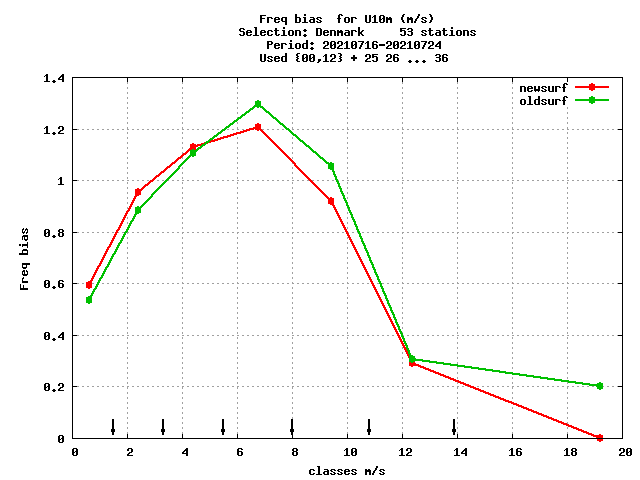 Freq bias  for U10m (m/s)
Selection: Denmark     53 stations
Period: 20210716-20210724
Used {00,12} + 25 26 ... 36
newsurf
oldsurf
1.4
1.2
1
0.8
0.6
0.4
0.2
0
Freq bias
0 2 4 6 8 10 12 14 16 18 20
classes m/s